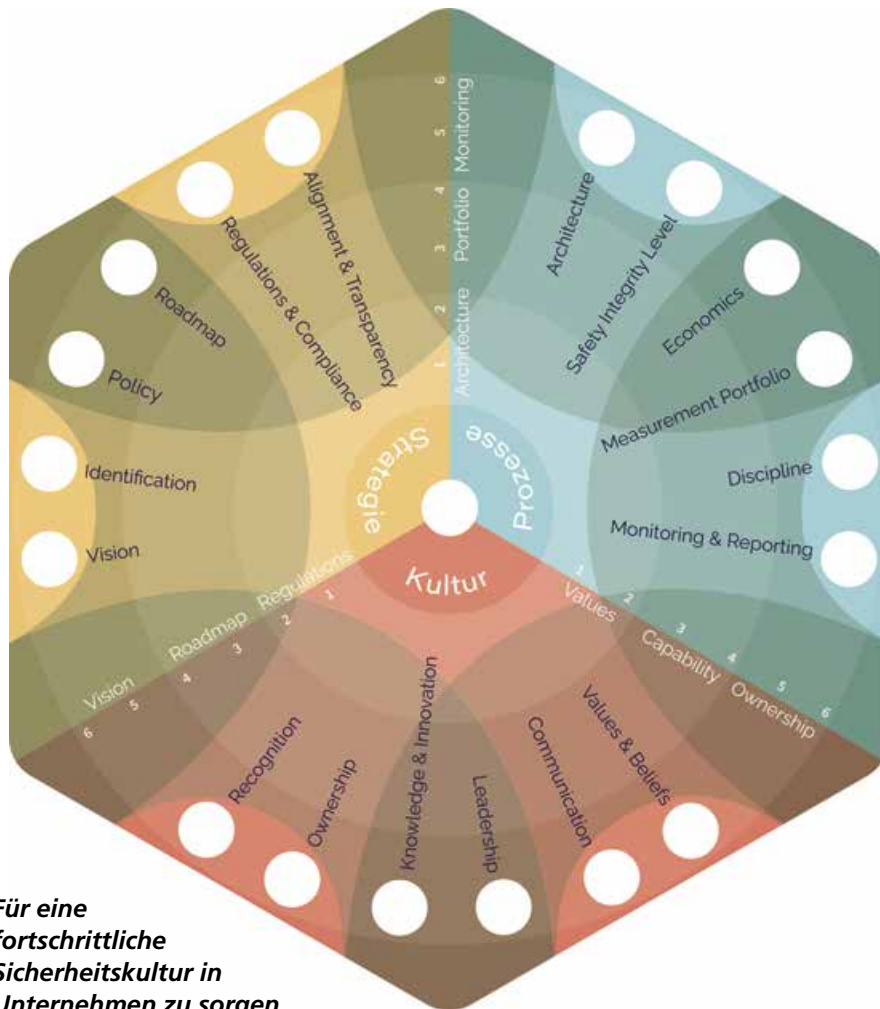 6
5
4
3
2
1
Monitoring
Portfolio
Architecture
Alignment & Transparency
Regulations & Compliance
Roadmap
Policy
Identification
Vision
Architecture
Safety Integrity Level
Economics
Measurement Portfolio
Discipline
Monitoring & Reporting
Strategie
Prozesse
Kultur
Regulations
Roadmap
Vision
1
2
3
4
5
6
Values
Capability
Ownership
1
2
3
4
5
6
Recognition
Ownership
Knowledge & Innovation
Leadership
Communication
Values & Beliefs
Für eine
fortschrittliche
Sicherheitskultur in
Unternehmen zu sorgen